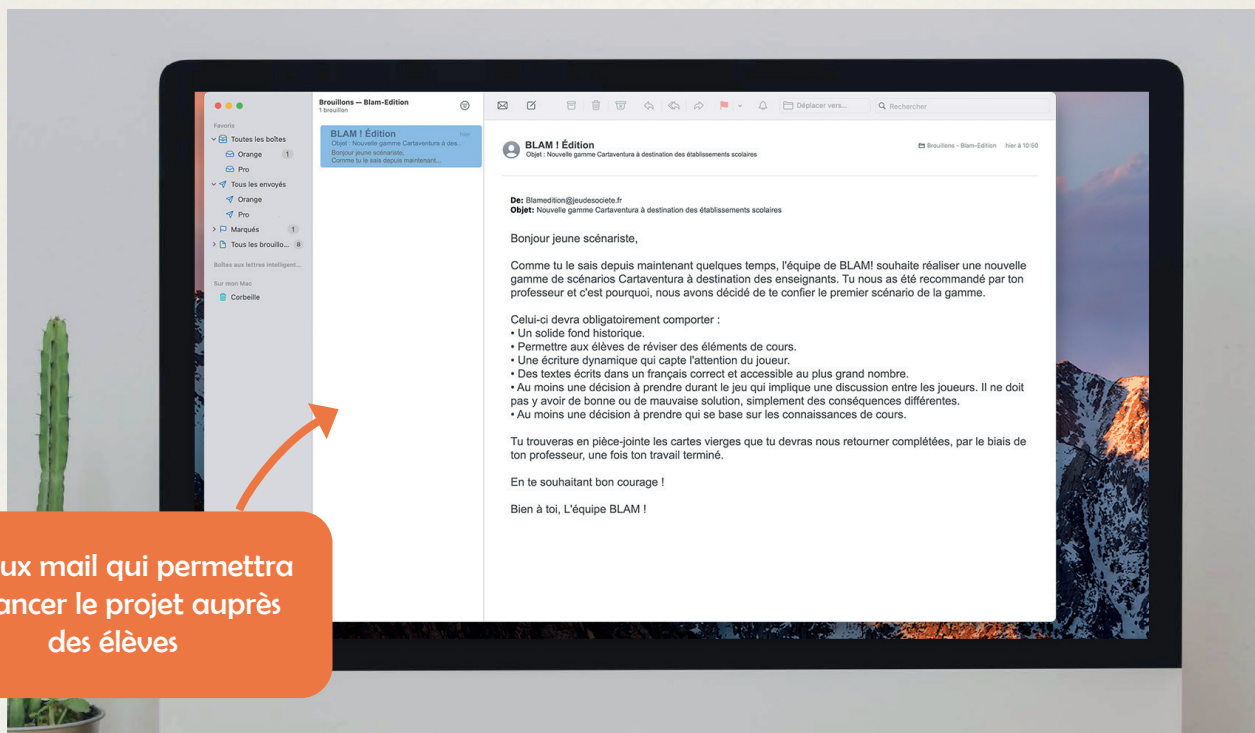 Brouillons — Blam-Edition
1 brouillon
Déplacer vers...
Rechercher
Favoris
Toutes les boîtes
Orange 1
Pro
Tous les envoyés
Orange
Pro
Marqués 1
Tous les brouillo... 8
Boîtes aux lettres intelligent...
Sur mon Mac
Corbeille
BLAM ! Édition hier
Objet : Nouvelle gamme Cartaventura à des..
Bonjour jeune scénariste,
Comme tu le sais depuis maintenant...
BLAM ! Édition
Objet : Nouvelle gamme Cartaventura à destination des établissements scolaires
Brouillons - Blam-Edition hier à 10:50
De: Blamedition@jeudesociete.fr
Objet: Nouvelle gamme Cartaventura à destination des établissements scolaires
Bonjour jeune scénariste,
Comme tu le sais depuis maintenant quelques temps, l'équipe de BLAM! souhaite réaliser une nouvelle
gamme de scénarios Cartaventura à destination des enseignants. Tu nous as été recommandé par ton
professeur et c'est pourquoi, nous avons décidé de te confier le premier scénario de la gamme.
Celui-ci devra obligatoirement comporter :
• Un solide fond historique.
• Permettre aux élèves de réviser des éléments de cours.
• Une écriture dynamique qui capte l'attention du joueur.
• Des textes écrits dans un français correct et accessible au plus grand nombre.
• Au moins une décision à prendre durant le jeu qui implique une discussion entre les joueurs. Il ne doit
pas y avoir de bonne ou de mauvaise solution, simplement des conséquences différentes.
• Au moins une décision à prendre qui se base sur les connaissances de cours.
Tu trouveras en pièce-jointe les cartes vierges que tu devras nous retourner complétées, par le biais de
ton professeur, une fois ton travail terminé.
En te souhaitant bon courage !
Bien à toi, L'équipe BLAM !
ux mail qui permettra
ancer le projet auprès
des élèves